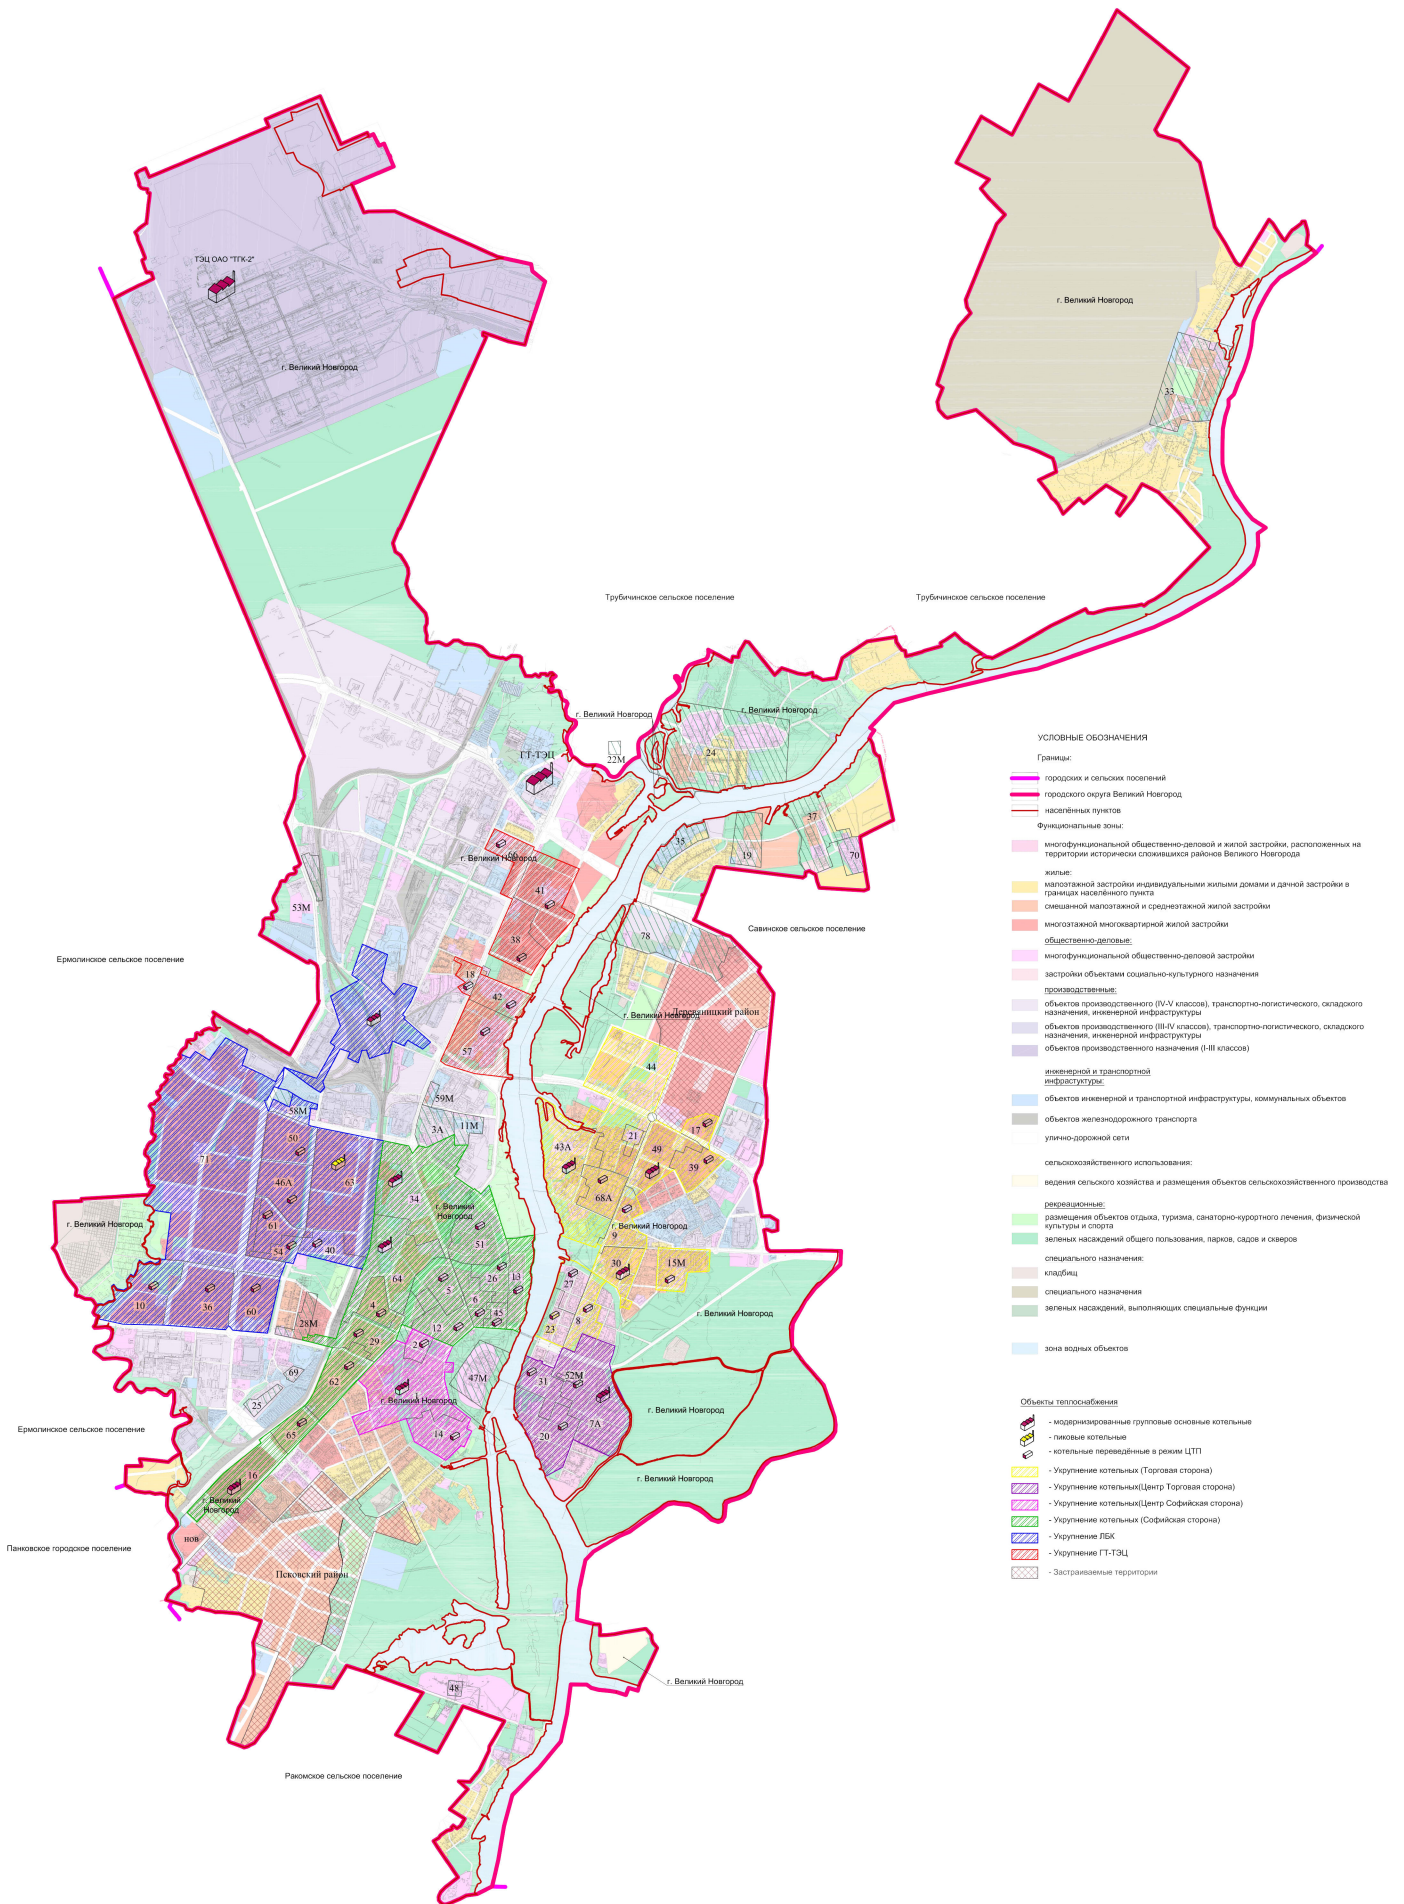 ТЭЦ ОАО "ТГК-2"
г. Великий Новгород
г. Великий Новгород
33
Трубичинское сельское поселение
Трубичинское сельское поселение
г. Великий Новгород
г. Великий Новгород
ГТ-ТЭЦ
22М
24
37
35
19
70
66
г. Великий Новгород
41
53М
38
78
Савинское сельское поселение
Ермолинское сельское поселение
18
42
г. Великий Новгород
Деревяницкий район
57
44
59М
58М
3А
11М
17
50
43А
21
49
71
63
39
46А
34
68А
г. Великий Новгород
г. Великий
Новгород
61
51
г. Великий Новгород
54
40
9
64
26
13
30
15М
10
36
60
5
27
4
6
45
28М
12
23
8
г. Великий Новгород
29
2
69
62
47М
31
52М
25
1
г. Великий Новгород
г. Великий Новгород
65
14
20
7А
Ермолинское сельское поселение
16
г. Великий Новгород
г. Великий
Новгород
нов
Панковское городское поселение
Псковский район
г. Великий Новгород
48
Ракомское сельское поселение
УСЛОВНЫЕ ОБОЗНАЧЕНИЯ
Границы:
городских и сельских поселений
городского округа Великий Новгород
населённых пунктов
Функциональные зоны:
многофункциональной общественно-деловой и жилой застройки, расположенных на
территории исторически сложившихся районов Великого Новгорода
жилые:
малоэтажной застройки индивидуальными жилыми домами и дачной застройки в
границах населённого пункта
смешанной малоэтажной и среднеэтажной жилой застройки
многоэтажной многоквартирной жилой застройки
общественно-деловые:
многофункциональной общественно-деловой застройки
застройки объектами социально-культурного назначения
производственные:
объектов производственного (IV-V классов), транспортно-логистического, складского
назначения, инженерной инфраструктуры
объектов производственного (III-IV классов), транспортно-логистического, складского
назначения, инженерной инфраструктуры
объектов производственного назначения (I-III классов)
инженерной и транспортной
инфрастуктуры:
объектов инженерной и транспортной инфраструктуры, коммунальных объектов
объектов железнодорожного транспорта
улично-дорожной сети
сельскохозяйственного использования:
ведения сельского хозяйства и размещения объектов сельскохозяйственного производства
рекреационные:
размещения объектов отдыха, туризма, санаторно-курортного лечения, физической
культуры и спорта
зеленых насаждений общего пользования, парков, садов и скверов
специального назначения:
кладбищ
специального назначения
зеленых насаждений, выполняющих специальные функции
зона водных объектов
Объекты теплоснабжения
- модернизированные групповые основные котельные
- пиковые котельные
- котельные переведённые в режим ЦТП
- Укрупнение котельных (Торговая сторона)
- Укрупнение котельных(Центр Торговая сторона)
- Укрупнение котельных(Центр Софийская сторона)
- Укрупнение котельных (Софийская сторона)
- Укрупнение ЛБК
- Укрупнение ГТ-ТЭЦ
- Застраиваемые территории